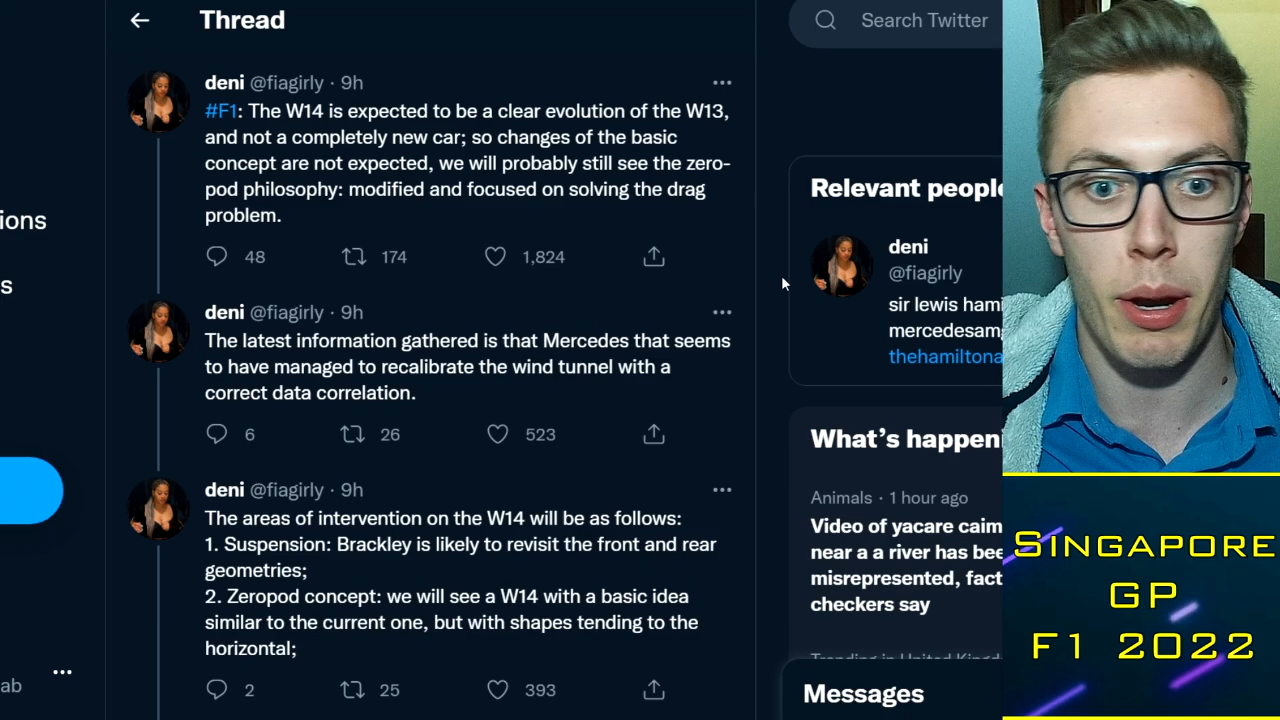 Thread
Search Twitter
deni @fiagirly · 9h
#F1: The W14 is expected to be a clear evolution of the W13,
and not a completely new car; so changes of the basic
concept are not expected, we will probably still see the zero-
pod philosophy: modified and focused on solving the drag
problem.
48 174 1,824
deni @fiagirly · 9h
The latest information gathered is that Mercedes that seems
to have managed to recalibrate the wind tunnel with a
correct data correlation.
6 26 523
deni @fiagirly · 9h
The areas of intervention on the W14 will be as follows:
1. Suspension: Brackley is likely to revisit the front and rear
geometries;
2. Zeropod concept: we will see a W14 with a basic idea
similar to the current one, but with shapes tending to the
horizontal;
2 25 393
ions
s
ab
Relevant people
deni
@fiagirly
sir lewis hami
mercedesam
thehamiltona
What's happeni
Animals · 1 hour ago
Video of yacare caim
near a a river has bee
misrepresented, fact
checkers say
Trending in United Kingd
Messages
SINGAPORE
GP
F1 2022